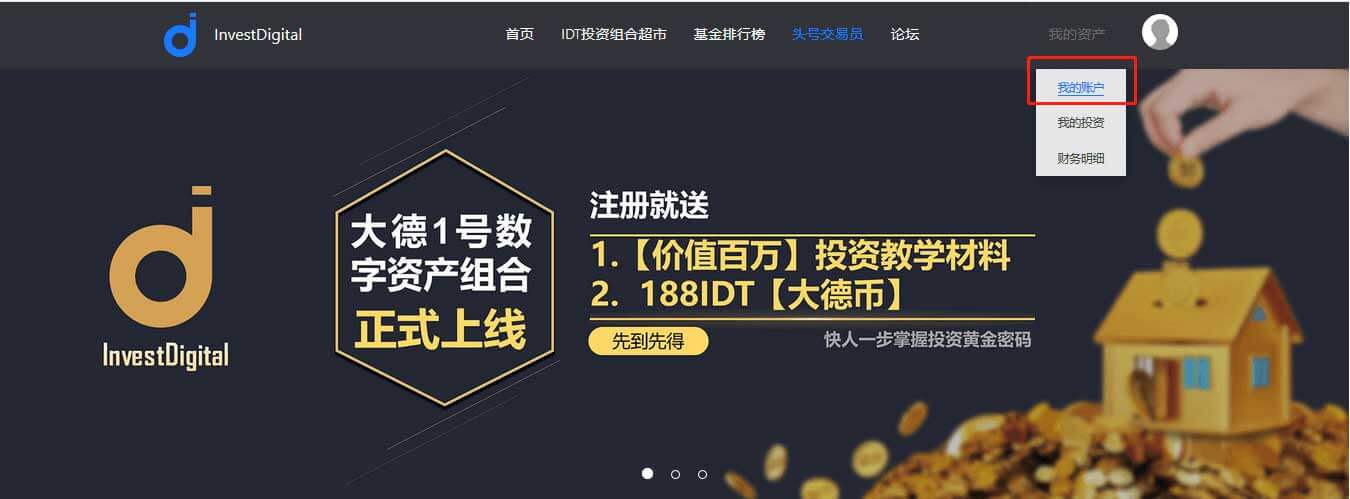 InvestDigital
首页 IDT投资组合超市 基金排行榜 头号交易员 论坛 我的资产
我的账户
我的投资
财务明细
InvestDigital
大德1号数
字资产组合
正式上线
注册就送
1.【价值百万】投资教学材料
2. 188IDT【大德币】
先到先得
快人一步掌握投资黄金密码